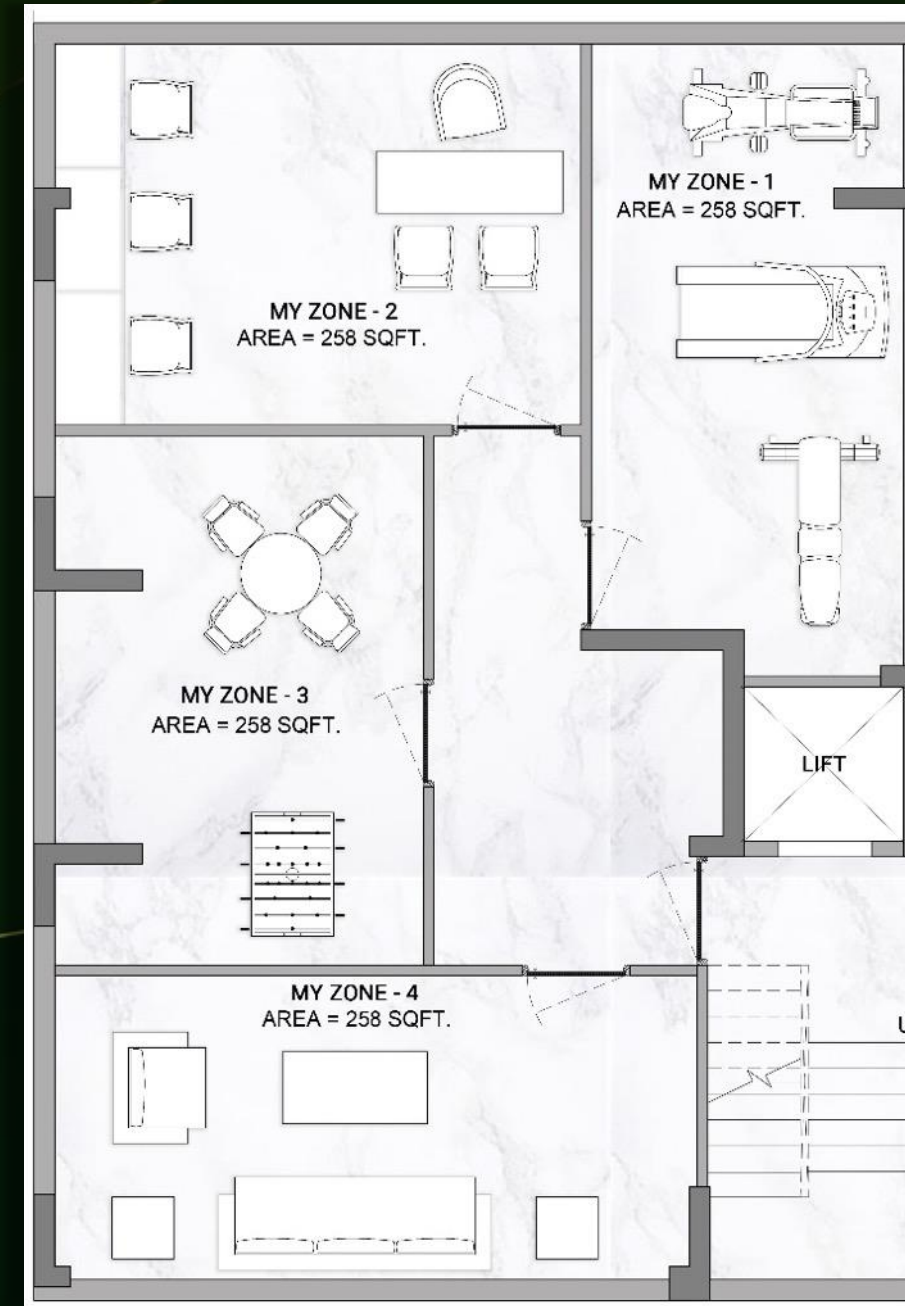 MY ZONE - 1
AREA = 258 SQFT.
MY ZONE - 2
AREA = 258 SQFT.
MY ZONE - 3
AREA = 258 SQFT.
LIFT
MY ZONE - 4
AREA = 258 SQFT.